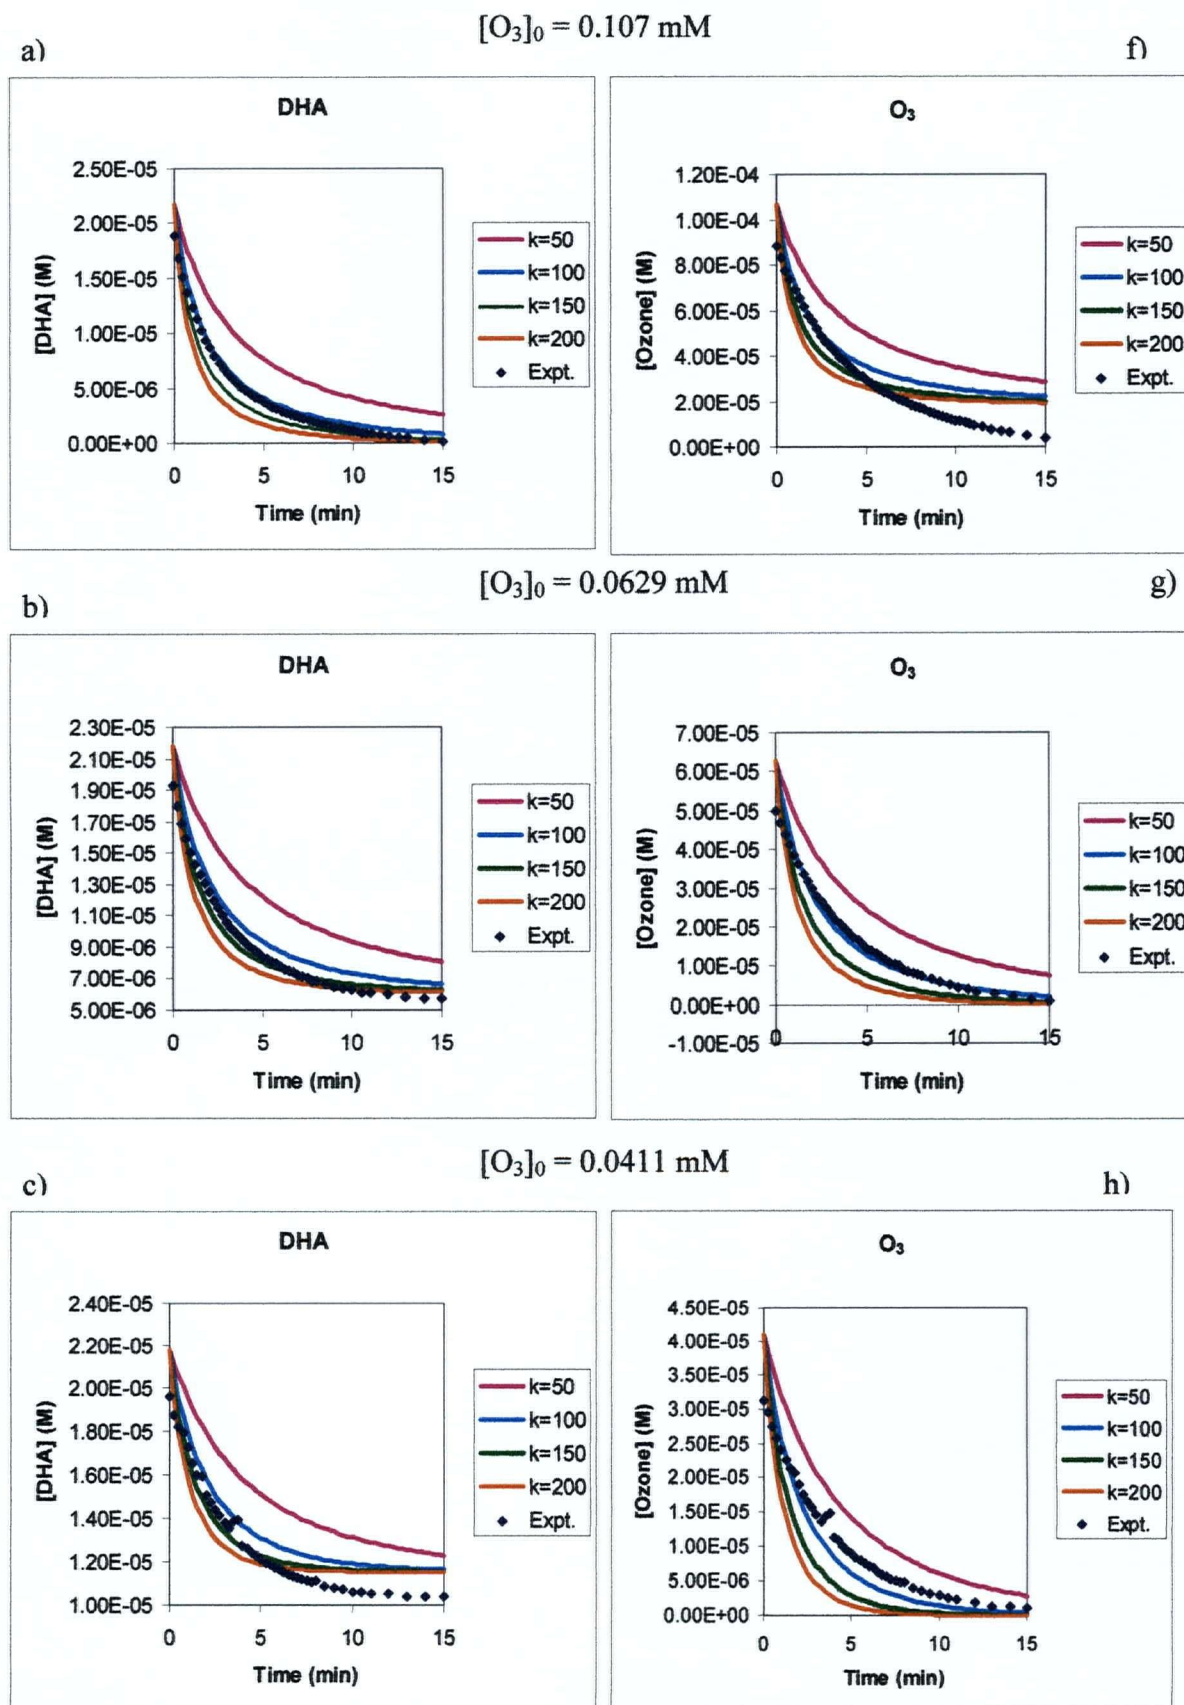 [O₃]₀ = 0.107 mM
a)
f)
DHA
[DHA] (M)
2.50E-05
2.00E-05
1.50E-05
1.00E-05
5.00E-06
0.00E+00
0 5 10 15
Time (min)
k=50
k=100
k=150
k=200
Expt.
O₃
[Ozone] (M)
1.20E-04
1.00E-04
8.00E-05
6.00E-05
4.00E-05
2.00E-05
0.00E+00
0 5 10 15
Time (min)
k=50
k=100
k=150
k=200
Expt.
[O₃]₀ = 0.0629 mM
b)
g)
DHA
[DHA] (M)
2.30E-05
2.10E-05
1.90E-05
1.70E-05
1.50E-05
1.30E-05
1.10E-05
9.00E-06
7.00E-06
5.00E-06
0 5 10 15
Time (min)
k=50
k=100
k=150
k=200
Expt.
O₃
[Ozone] (M)
7.00E-05
6.00E-05
5.00E-05
4.00E-05
3.00E-05
2.00E-05
1.00E-05
0.00E+00
-1.00E-05
0 5 10 15
Time (min)
k=50
k=100
k=150
k=200
Expt.
[O₃]₀ = 0.0411 mM
c)
h)
DHA
[DHA] (M)
2.40E-05
2.20E-05
2.00E-05
1.80E-05
1.60E-05
1.40E-05
1.20E-05
1.00E-05
0 5 10 15
Time (min)
k=50
k=100
k=150
k=200
Expt.
O₃
[Ozone] (M)
4.50E-05
4.00E-05
3.50E-05
3.00E-05
2.50E-05
2.00E-05
1.50E-05
1.00E-05
5.00E-06
0.00E+00
0 5 10 15
Time (min)
k=50
k=100
k=150
k=200
Expt.